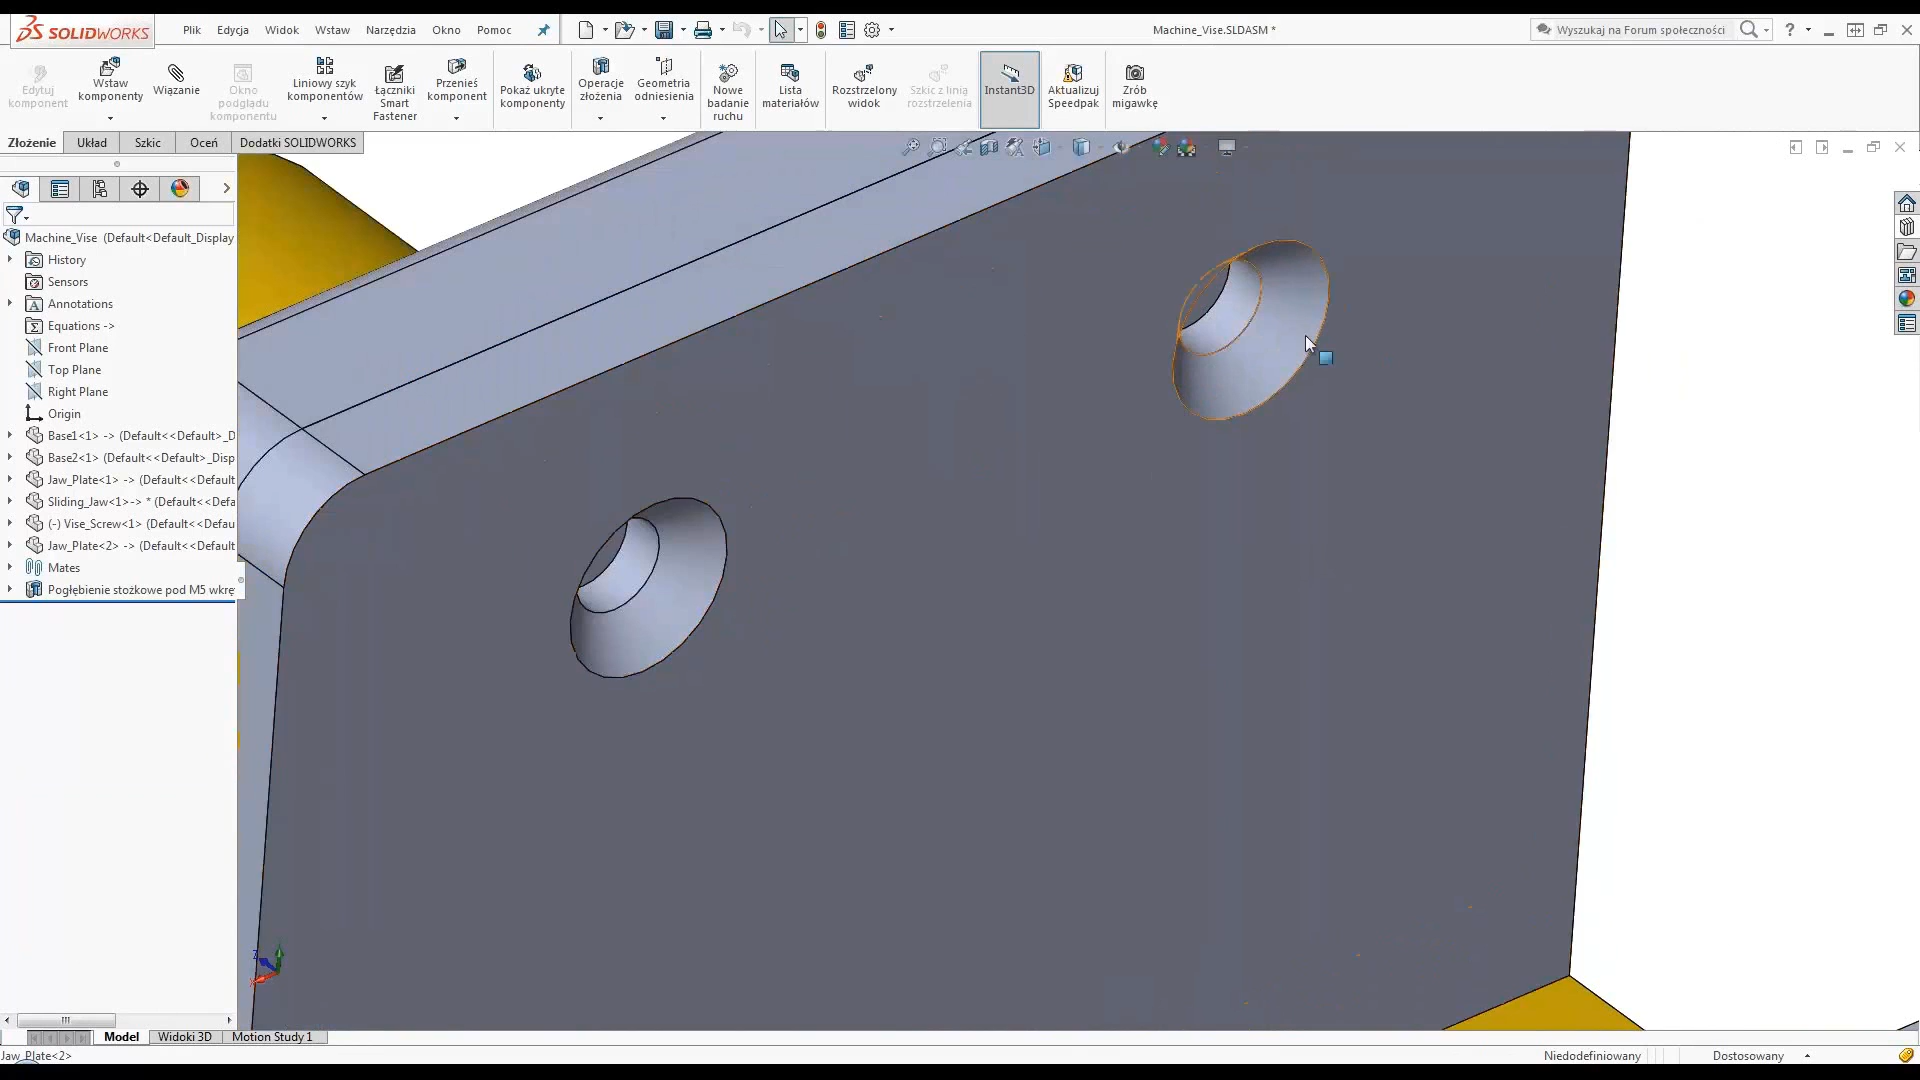 SOLIDWORKS
Plik Edycja Widok Wstaw Narzędzia Okno Pomoc
Machine_Vise.SLDASM *
Wyszukaj na Forum społeczności
?
Edytuj komponent
Wstaw komponenty
Wiązanie
Okno podglądu komponentu
Liniowy szyk komponentów
Łączniki Smart Fastener
Przenieś komponent
Pokaż ukryte komponenty
Operacje złożenia
Geometria odniesienia
Nowe badanie ruchu
Lista materiałów
Rozstrzelony widok
Szkic z linią rozstrzelenia
Instant3D
Aktualizuj Speedpak
Zrób migawkę
Złożenie Układ Szkic Oceń Dodatki SOLIDWORKS
Machine_Vise (Default<Default_Display
History
Sensors
Annotations
Equations ->
Front Plane
Top Plane
Right Plane
Origin
Base1<1> -> (Default<<Default>_D
Base2<1> (Default<<Default>_Disp
Jaw_Plate<1> -> (Default<<Default
Sliding_Jaw<1>-> * (Default<<Defa
(-) Vise_Screw<1> (Default<<Defau
Jaw_Plate<2> -> (Default<<Default
Mates
Pogłębienie stożkowe pod M5 wkrę
Z
Model Widoki 3D Motion Study 1
Jaw_Plate<2>
Niedodefiniowany
Dostosowany